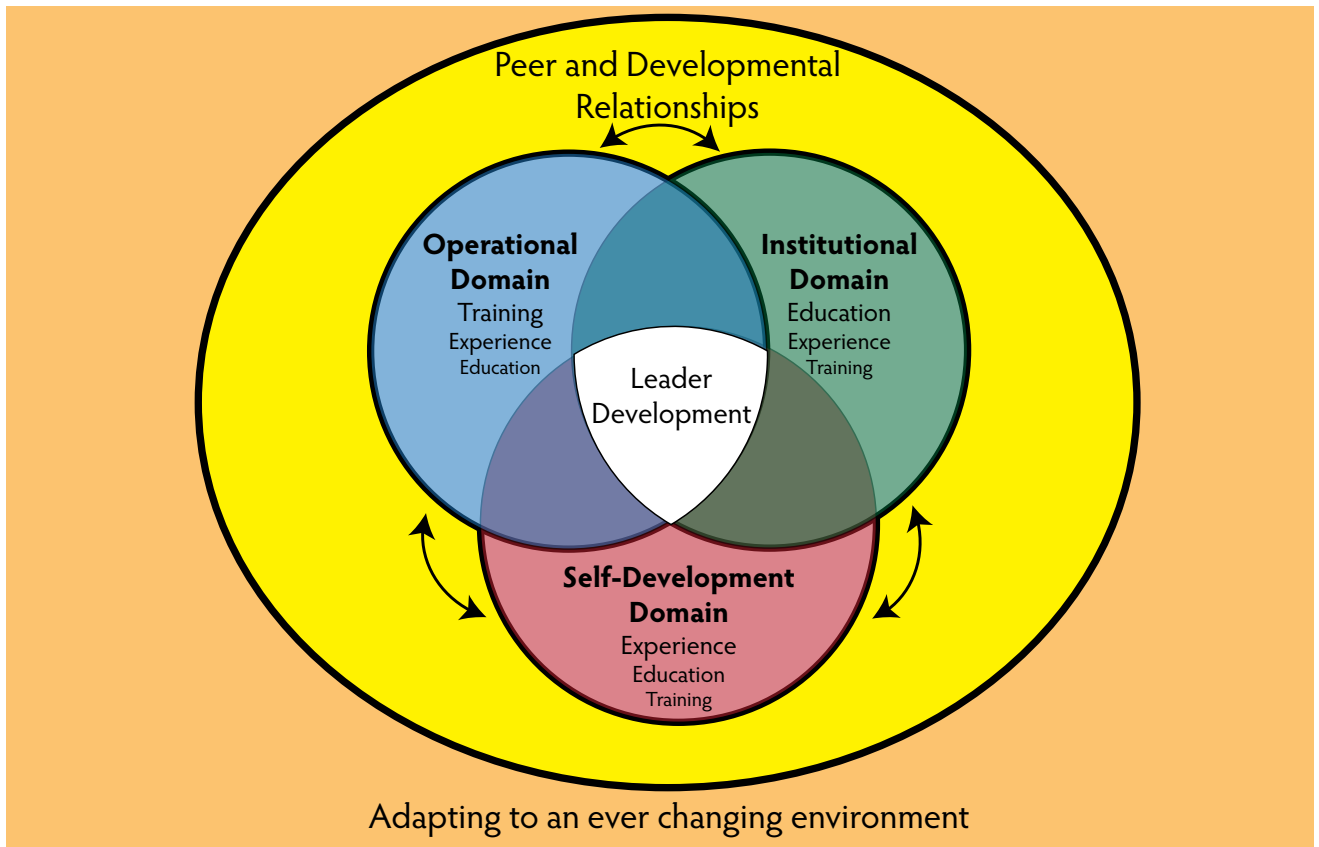 Peer and Developmental
Relationships
Operational
Domain
Training
Experience
Education
Institutional
Domain
Education
Experience
Training
Leader
Development
Self-Development
Domain
Experience
Education
Training
Adapting to an ever changing environment